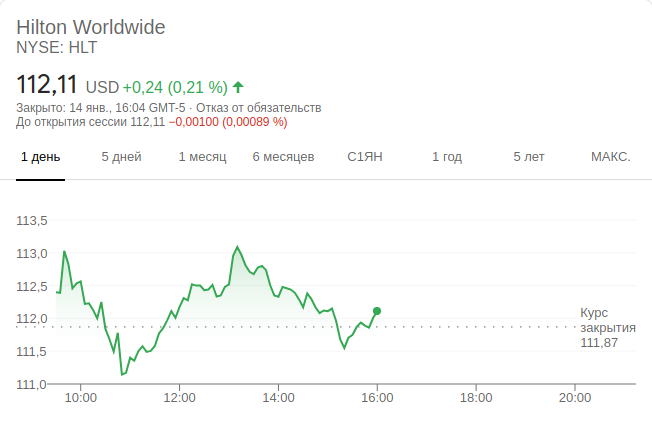 Hilton Worldwide
NYSE: HLT
112,11 USD +0,24 (0,21 %)
Закрыто: 14 янв., 16:04 GMT-5 · Отказ от обязательств
До открытия сессии 112,11 −0,00100 (0,00089 %)
1 день 5 дней 1 месяц 6 месяцев С1ЯН 1 год 5 лет МАКС.
113,5
113,0
112,5
112,0
111,5
111,0
Курс
закрытия
111,87
10:00 12:00 14:00 16:00 18:00 20:00